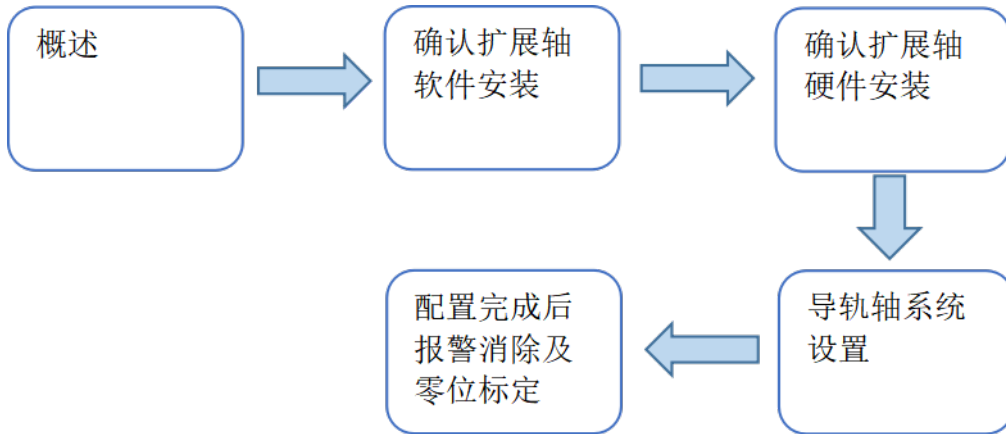 概述
确认扩展轴
软件安装
确认扩展轴
硬件安装
导轨轴系统
设置
配置完成后
报警消除及
零位标定